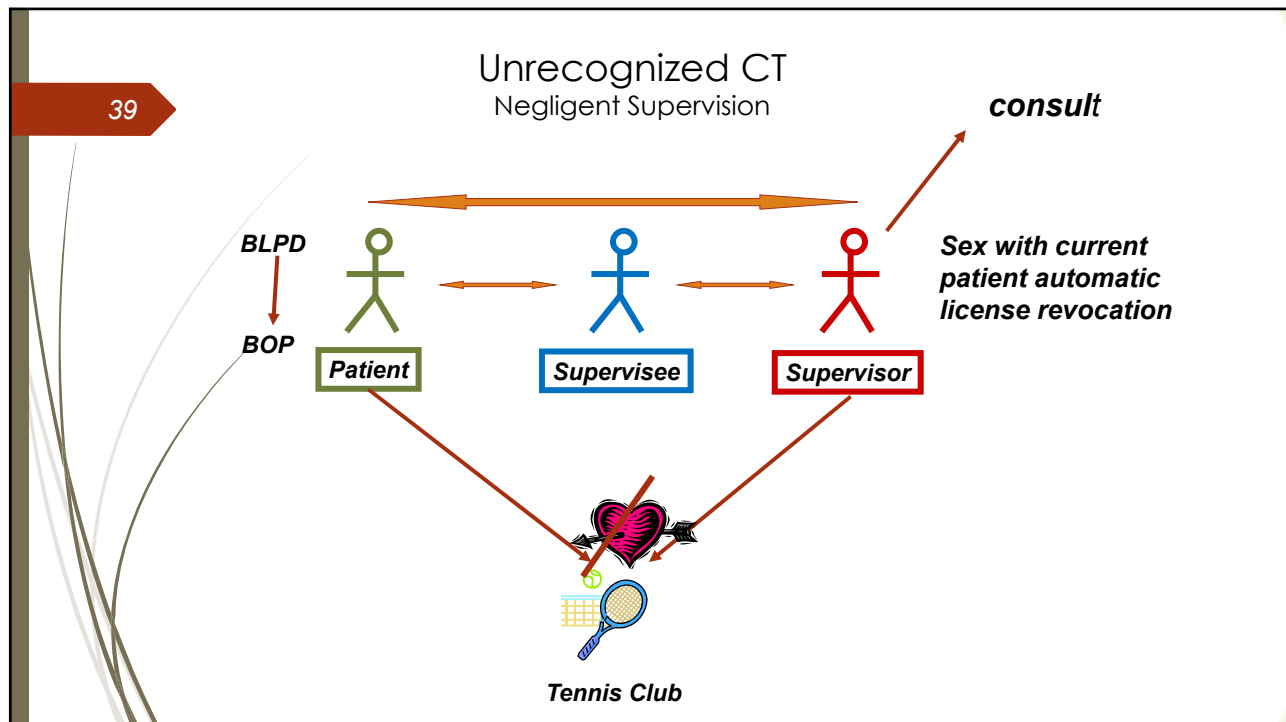 39
Unrecognized CT
Negligent Supervision
consult
BLPD
BOP
Sex with current
patient automatic
license revocation
Patient
Supervisee
Supervisor
Tennis Club